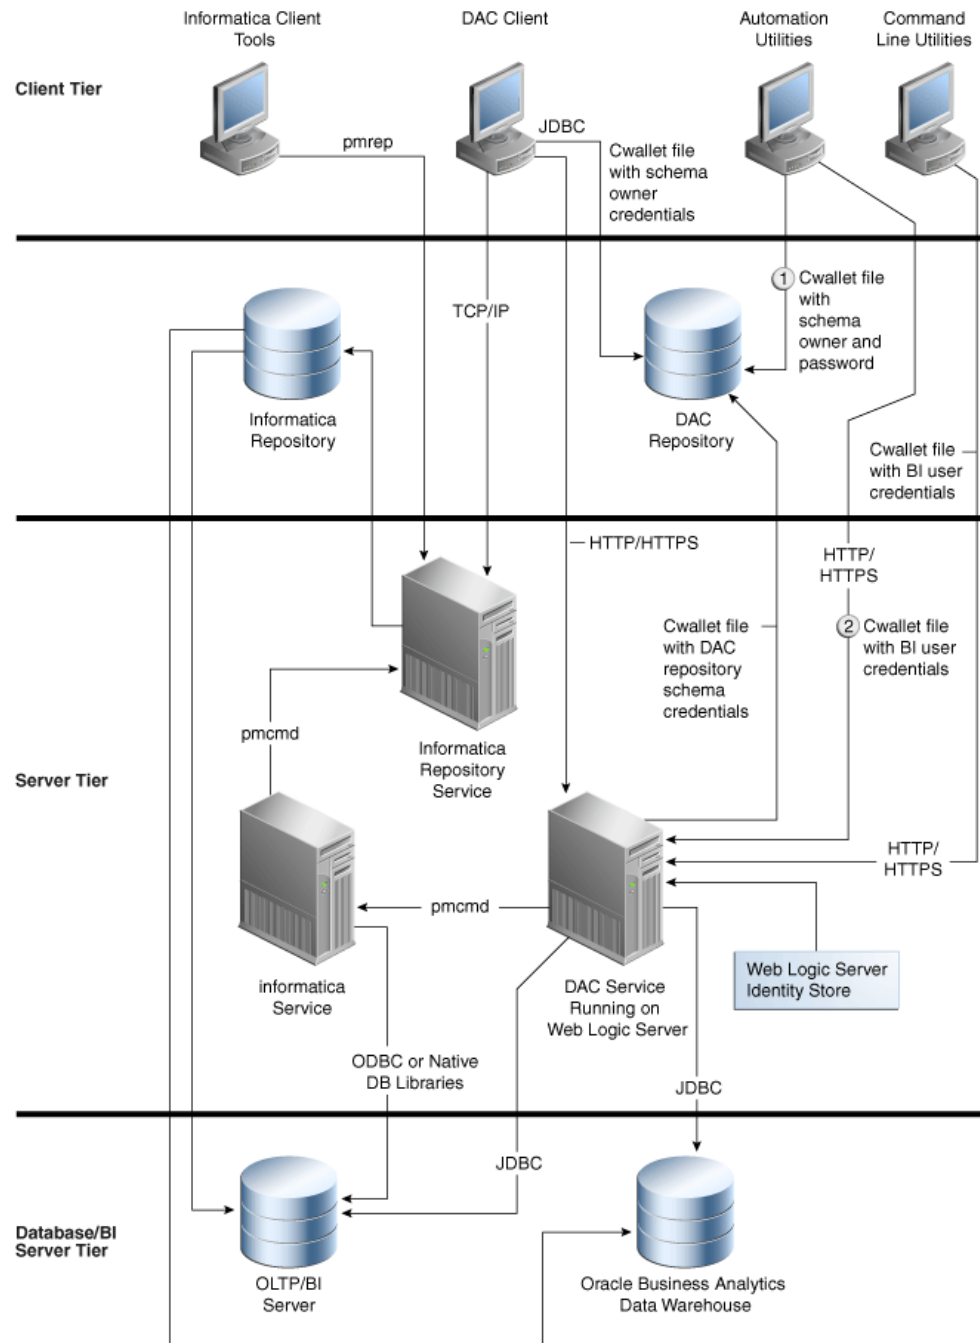 Informatica Client
Tools
DAC Client
Automation
Utilities
Command
Line Utilities
Client Tier
pmrep
JDBC
Cwallet file
with schema
owner
credentials
1
Cwallet file
with
schema
owner and
password
TCP/IP
Informatica
Repository
DAC
Repository
Cwallet file
with BI user
credentials
HTTP/HTTPS
HTTP/
HTTPS
Cwallet file
with DAC
repository
schema
credentials
2
Cwallet file
with BI user
credentials
pmcmd
Informatica
Repository
Service
Server Tier
HTTP/
HTTPS
pmcmd
informatica
Service
DAC Service
Running on
Web Logic Server
Web Logic Server
Identity Store
ODBC or Native
DB Libraries
JDBC
JDBC
Database/BI
Server Tier
OLTP/BI
Server
Oracle Business Analytics
Data Warehouse